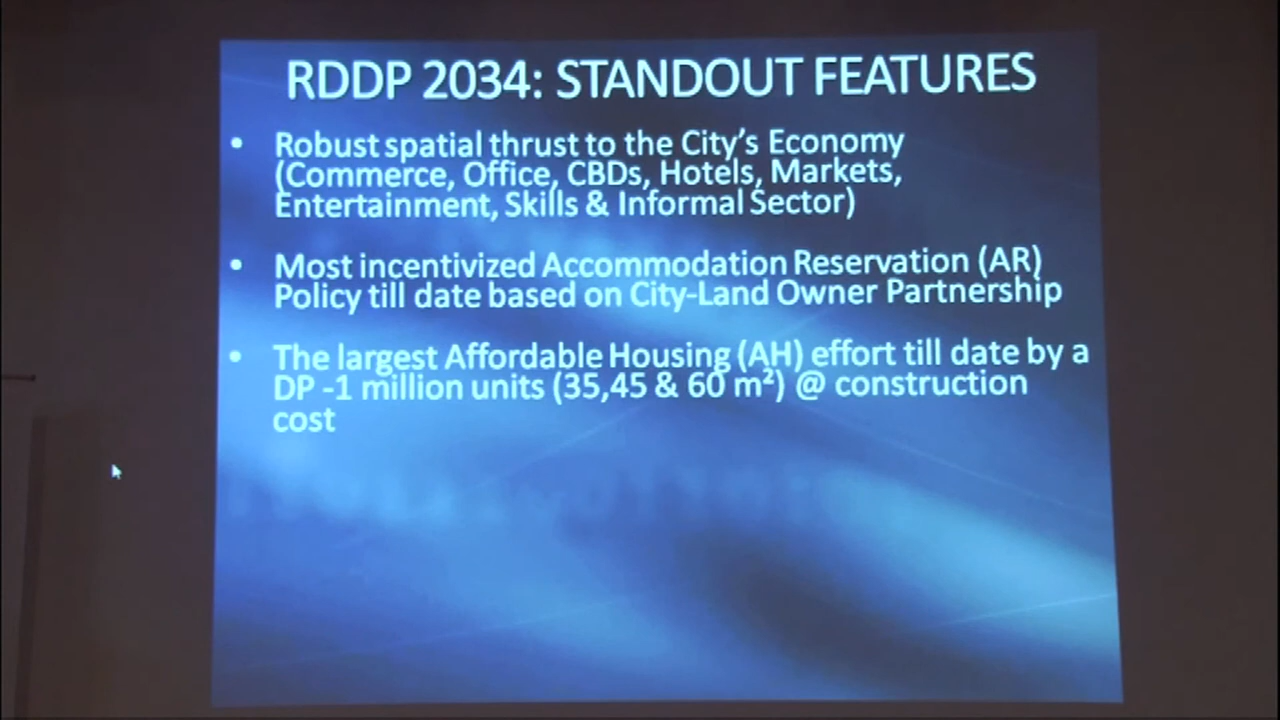 RDDP 2034: STANDOUT FEATURES
• Robust spatial thrust to the City's Economy
(Commerce, Office, CBDs, Hotels, Markets,
Entertainment, Skills & Informal Sector)
• Most incentivized Accommodation Reservation (AR)
Policy till date based on City-Land Owner Partnership
• The largest Affordable Housing (AH) effort till date by a
DP -1 million units (35,45 & 60 m²) @ construction
cost